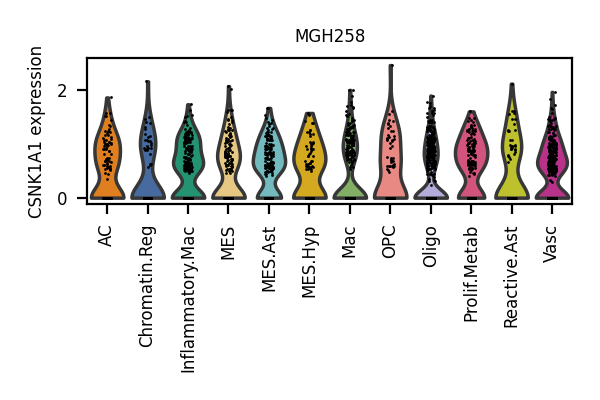 MGH258
CSNK1A1 expression
2
0
AC
Chromatin.Reg
Inflammatory.Mac
MES
MES.Ast
MES.Hyp
Mac
OPC
Oligo
Prolif.Metab
Reactive.Ast
Vasc